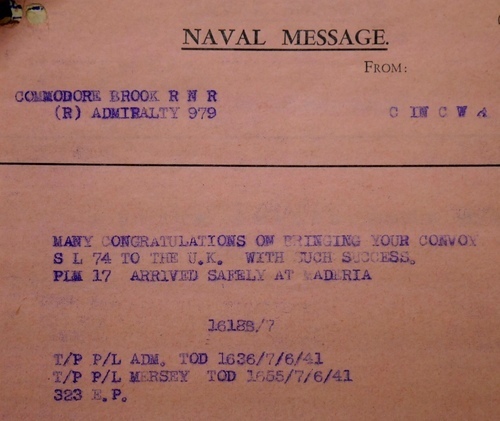 NAVAL MESSAGE.
FROM:
COMMODORE BROOK R N R
(R) ADMIRALTY 979
C IN C W A
MANY CONGRATULATIONS ON BRINGING YOUR CONVOY
S L 74 TO THE U.K. WITH SUCH SUCCESS.
PIM 17 ARRIVED SAFELY AT MADERIA
1618B/7
T/P P/L ADM. TOD 1636/7/6/41
T/P P/L MERSEY TOD 1655/7/6/41
323 E.P.